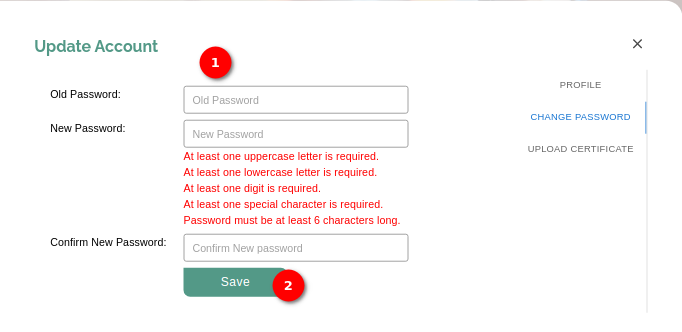 Update Account
×
1
Old Password:
Old Password
New Password:
New Password
At least one uppercase letter is required.
At least one lowercase letter is required.
At least one digit is required.
At least one special character is required.
Password must be at least 6 characters long.
Confirm New Password:
Confirm New password
Save
2
PROFILE
CHANGE PASSWORD
UPLOAD CERTIFICATE